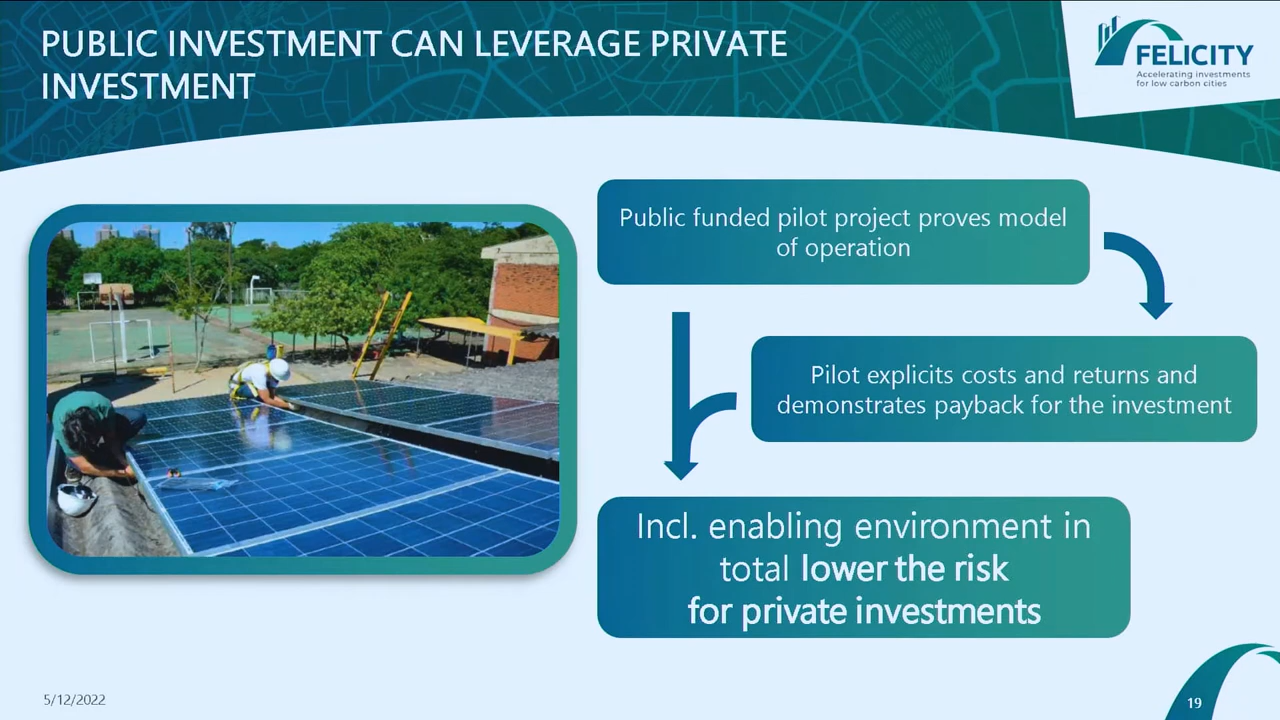 PUBLIC INVESTMENT CAN LEVERAGE PRIVATE
INVESTMENT
FELICITY
Accelerating investments
for low carbon cities
Public funded pilot project proves model
of operation
Pilot explicits costs and returns and
demonstrates payback for the investment
Incl. enabling environment in
total lower the risk
for private investments
5/12/2022
19